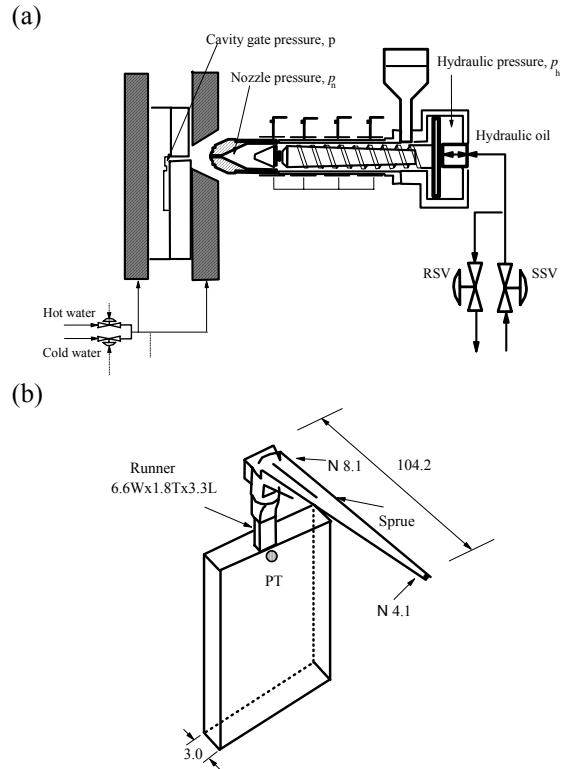 (a)
Cavity gate pressure, p
Nozzle pressure, pn
Hydraulic pressure, ph
Hydraulic oil
RSV
SSV
Hot water
Cold water
(b)
Runner
6.6Wx1.8Tx3.3L
N 8.1
104.2
Sprue
PT
N 4.1
3.0